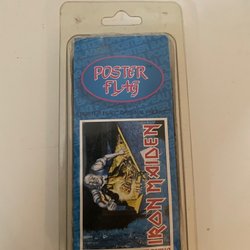 POSTER
FLAG
IRON MAIDEN